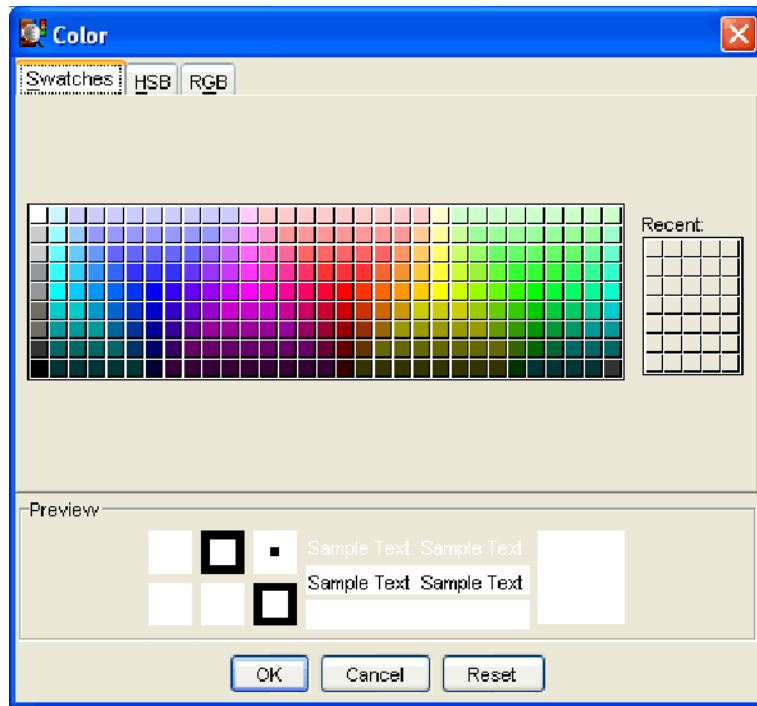 Color
Swatches HSB RGB
Recent:
Preview
Sample Text Sample Text
Sample Text Sample Text
OK Cancel Reset